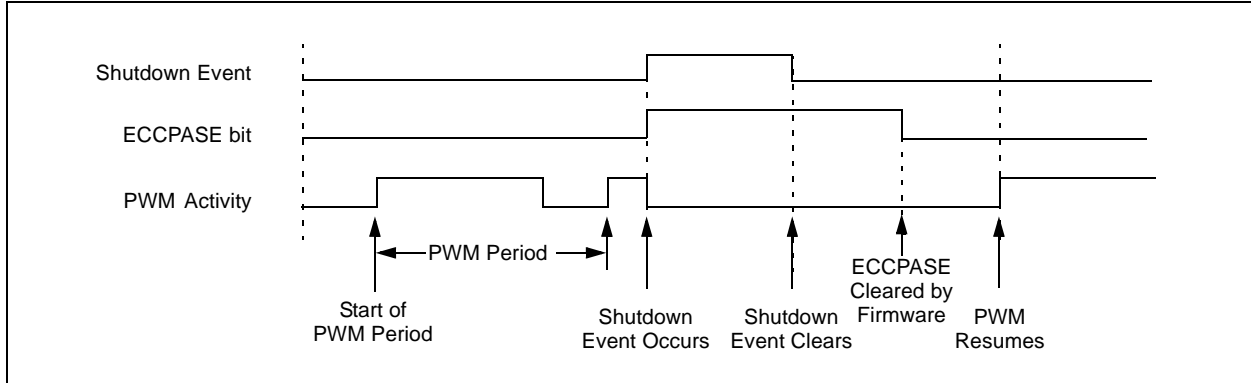 Shutdown Event
ECCPASE bit
PWM Activity
PWM Period
Start of
PWM Period
Shutdown
Event Occurs
Shutdown
Event Clears
ECCPASE
Cleared by
Firmware
PWM
Resumes